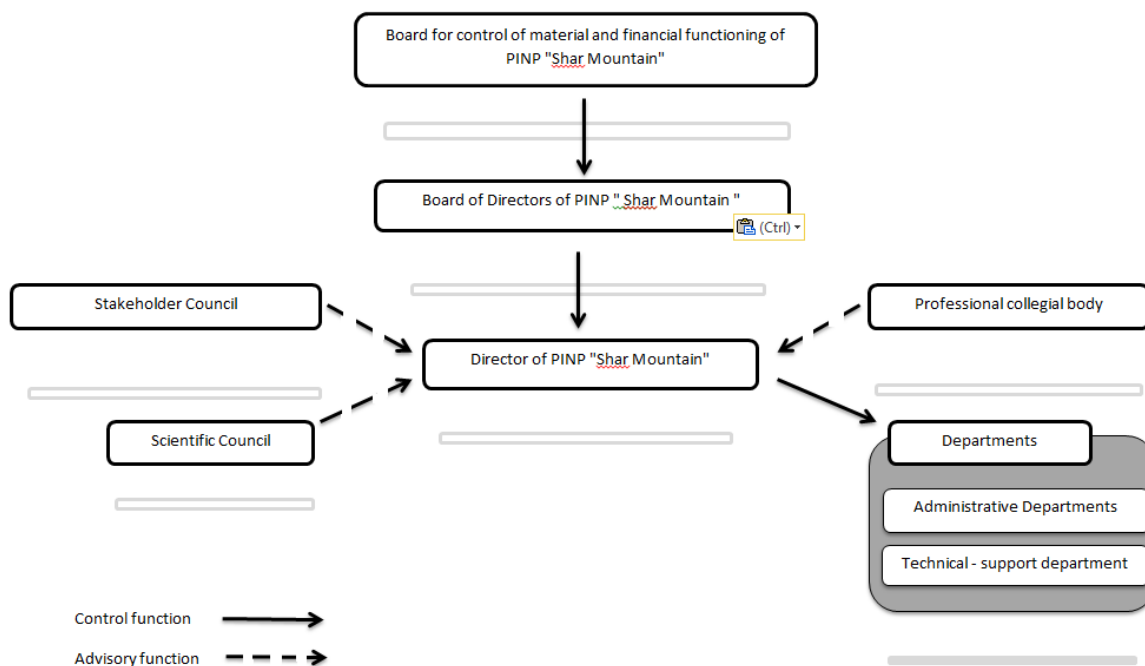 Board for control of material and financial functioning of
PINP "Shar Mountain"
Board of Directors of PINP " Shar Mountain "
(Ctrl)
Stakeholder Council
Professional collegial body
Director of PINP "Shar Mountain"
Scientific Council
Departments
Administrative Departments
Technical - support department
Control function
Advisory function